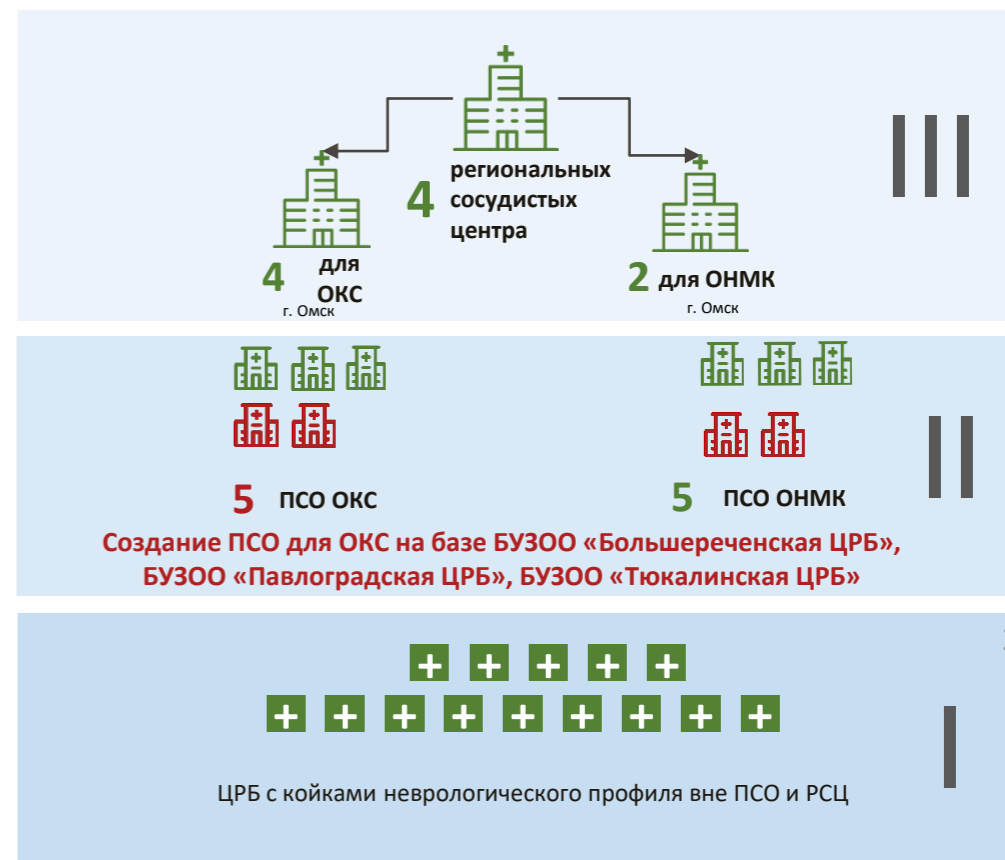 4 региональных
сосудистых
центра
4 для
ОКС
г. Омск
2 для ОНМК
г. Омск
III
5 ПСО ОКС
5 ПСО ОНМК
II
Создание ПСО для ОКС на базе БУЗОО «Большереченская ЦРБ»,
БУЗОО «Павлоградская ЦРБ», БУЗОО «Тюкалинская ЦРБ»
I
ЦРБ с койками неврологического профиля вне ПСО и РСЦ